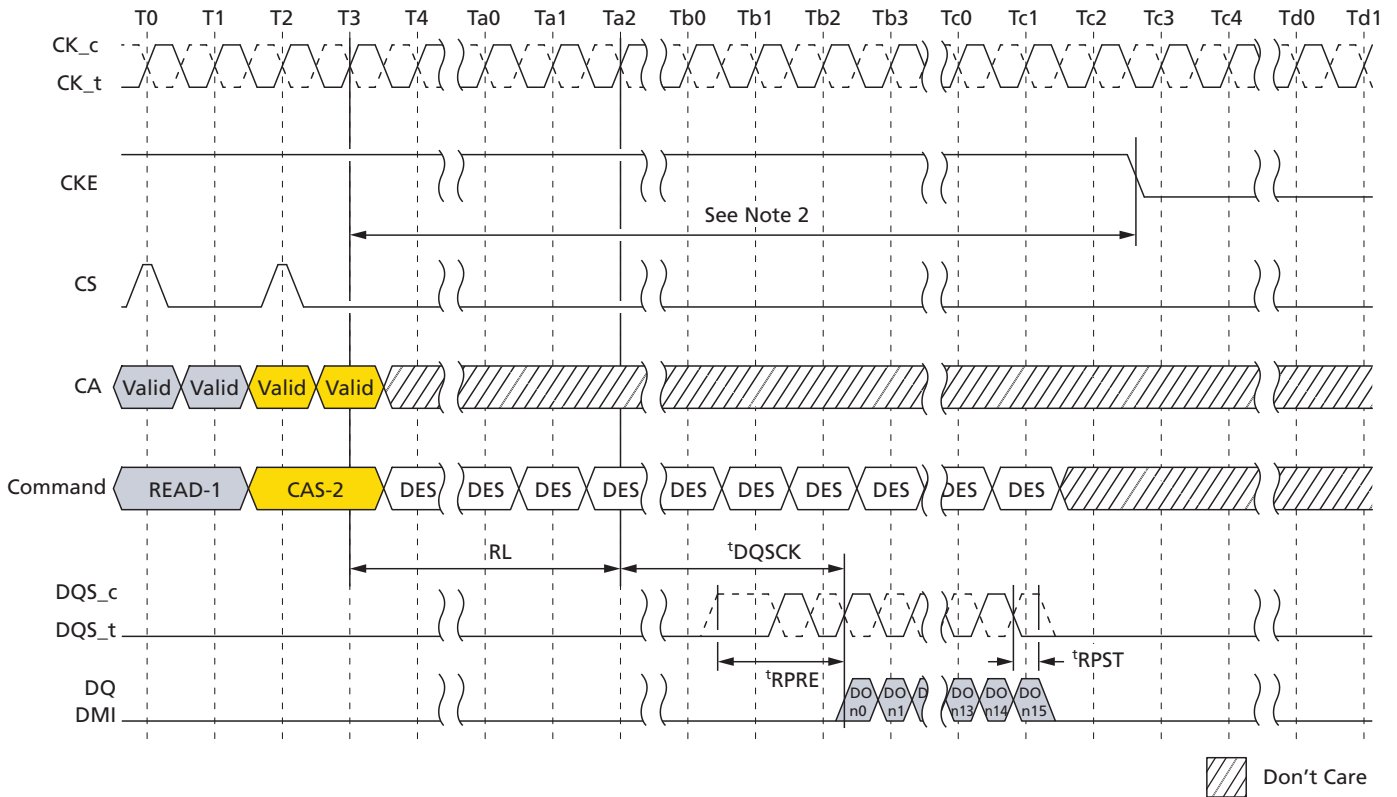 T0 T1 T2 T3 T4 Ta0 Ta1 Ta2 Tb0 Tb1 Tb2 Tb3 Tc0 Tc1 Tc2 Tc3 Tc4 Td0 Td1
CK_c
CK_t
CKE
See Note 2
CS
CA Valid Valid Valid Valid
Command READ-1 CAS-2 DES DES DES DES DES DES DES DES DES DES
RL tDQSCK
DQS_c
DQS_t
tRPRE tRPST
DQ
DMI
DO n0 DO n1 D DO n13 DO n14 DO n15
Don't Care